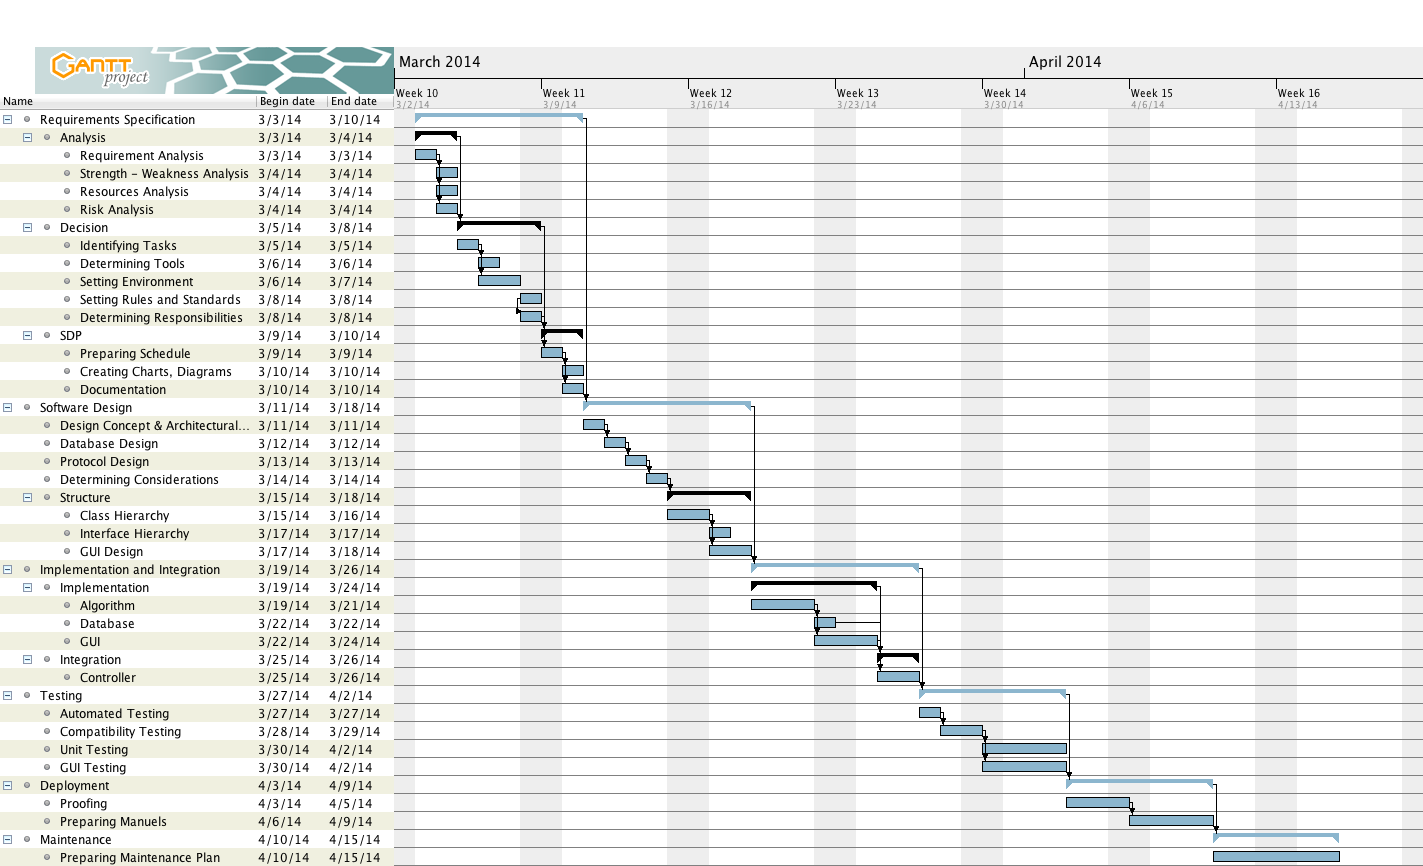 GANTT
project
March 2014
April 2014
Week 10
Week 11
Week 12
Week 13
Week 14
Week 15
Week 16
3/2/14
3/9/14
3/16/14
3/23/14
3/30/14
4/6/14
4/13/14
Name Begin date End date
Requirements Specification 3/3/14 3/10/14
Analysis 3/3/14 3/4/14
Requirement Analysis 3/3/14 3/3/14
Strength - Weakness Analysis 3/4/14 3/4/14
Resources Analysis 3/4/14 3/4/14
Risk Analysis 3/4/14 3/4/14
Decision 3/5/14 3/8/14
Identifying Tasks 3/5/14 3/5/14
Determining Tools 3/6/14 3/6/14
Setting Environment 3/6/14 3/7/14
Setting Rules and Standards 3/8/14 3/8/14
Determining Responsibilities 3/8/14 3/8/14
SDP 3/9/14 3/10/14
Preparing Schedule 3/9/14 3/9/14
Creating Charts, Diagrams 3/10/14 3/10/14
Documentation 3/10/14 3/10/14
Software Design 3/11/14 3/18/14
Design Concept & Architectural... 3/11/14 3/11/14
Database Design 3/12/14 3/12/14
Protocol Design 3/13/14 3/13/14
Determining Considerations 3/14/14 3/14/14
Structure 3/15/14 3/18/14
Class Hierarchy 3/15/14 3/16/14
Interface Hierarchy 3/17/14 3/17/14
GUI Design 3/17/14 3/18/14
Implementation and Integration 3/19/14 3/26/14
Implementation 3/19/14 3/24/14
Algorithm 3/19/14 3/21/14
Database 3/22/14 3/22/14
GUI 3/22/14 3/24/14
Integration 3/25/14 3/26/14
Controller 3/25/14 3/26/14
Testing 3/27/14 4/2/14
Automated Testing 3/27/14 3/27/14
Compatibility Testing 3/28/14 3/29/14
Unit Testing 3/30/14 4/2/14
GUI Testing 3/30/14 4/2/14
Deployment 4/3/14 4/9/14
Proofing 4/3/14 4/5/14
Preparing Manuels 4/6/14 4/9/14
Maintenance 4/10/14 4/15/14
Preparing Maintenance Plan 4/10/14 4/15/14